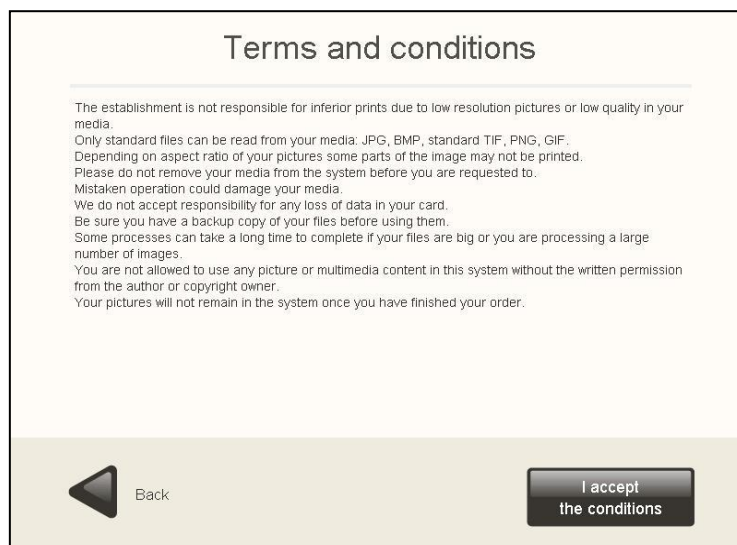 Terms and conditions
The establishment is not responsible for inferior prints due to low resolution pictures or low quality in your
media.
Only standard files can be read from your media: JPG, BMP, standard TIF, PNG, GIF.
Depending on aspect ratio of your pictures some parts of the image may not be printed.
Please do not remove your media from the system before you are requested to.
Mistaken operation could damage your media.
We do not accept responsibility for any loss of data in your card.
Be sure you have a backup copy of your files before using them.
Some processes can take a long time to complete if your files are big or you are processing a large
number of images.
You are not allowed to use any picture or multimedia content in this system without the written permission
from the author or copyright owner.
Your pictures will not remain in the system once you have finished your order.
Back
I accept
the conditions